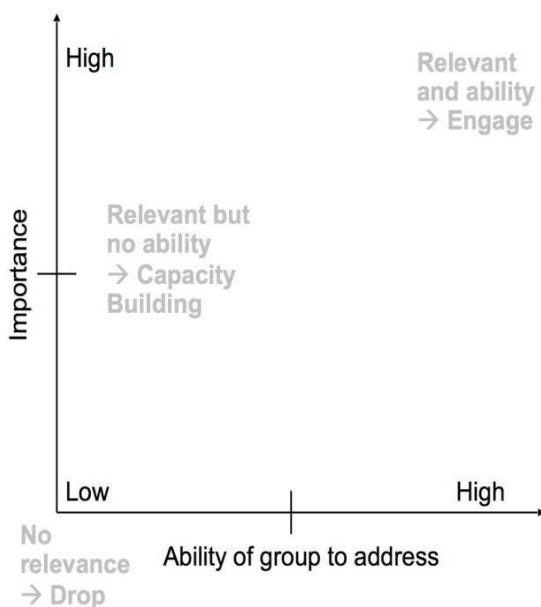 High
Relevant
and ability
→ Engage
Relevant but
no ability
→ Capacity
Building
Importance
Low
High
No
relevance
→ Drop
Ability of group to address